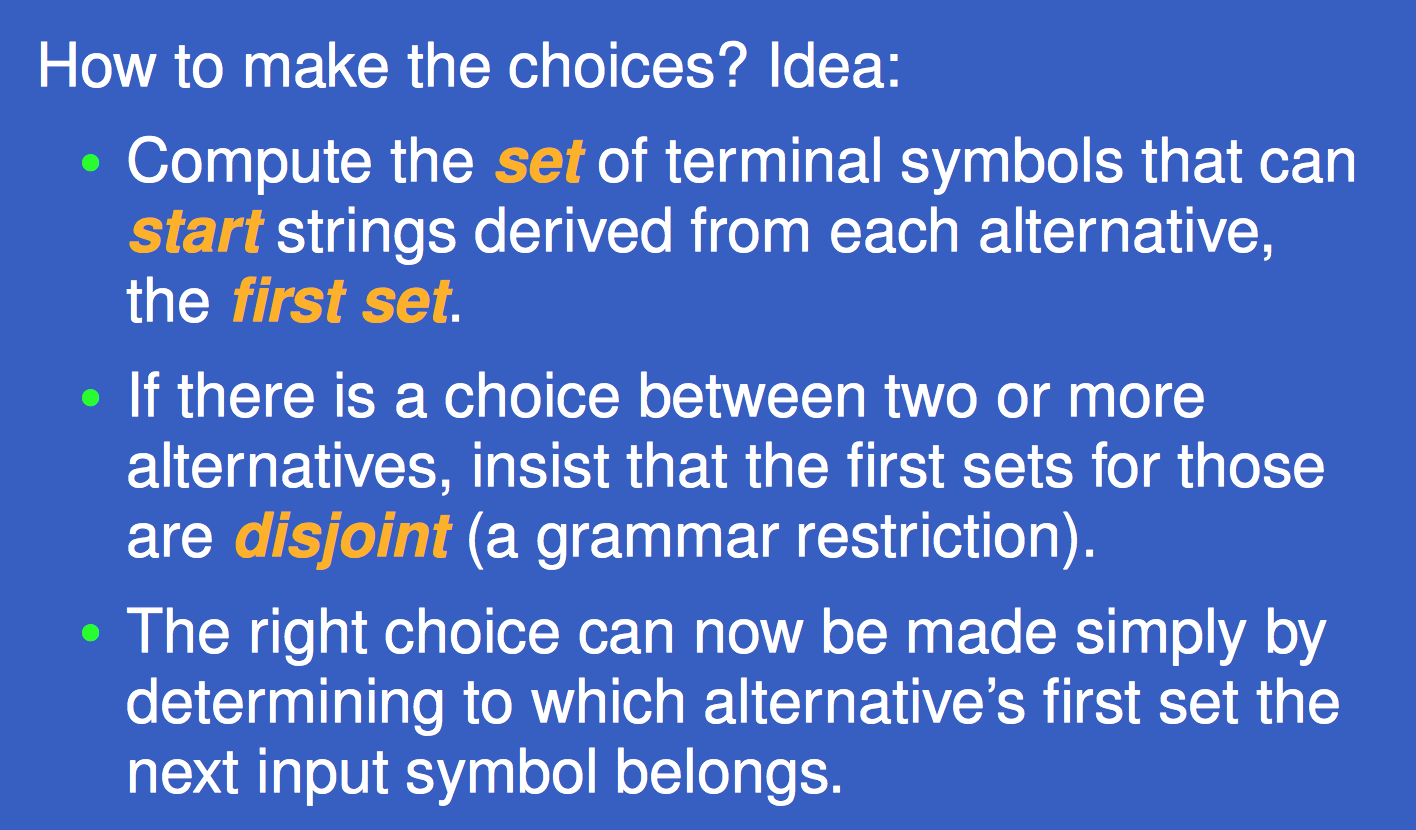 How to make the choices? Idea:
• Compute the set of terminal symbols that can
start strings derived from each alternative,
the first set.
• If there is a choice between two or more
alternatives, insist that the first sets for those
are disjoint (a grammar restriction).
• The right choice can now be made simply by
determining to which alternative’s first set the
next input symbol belongs.